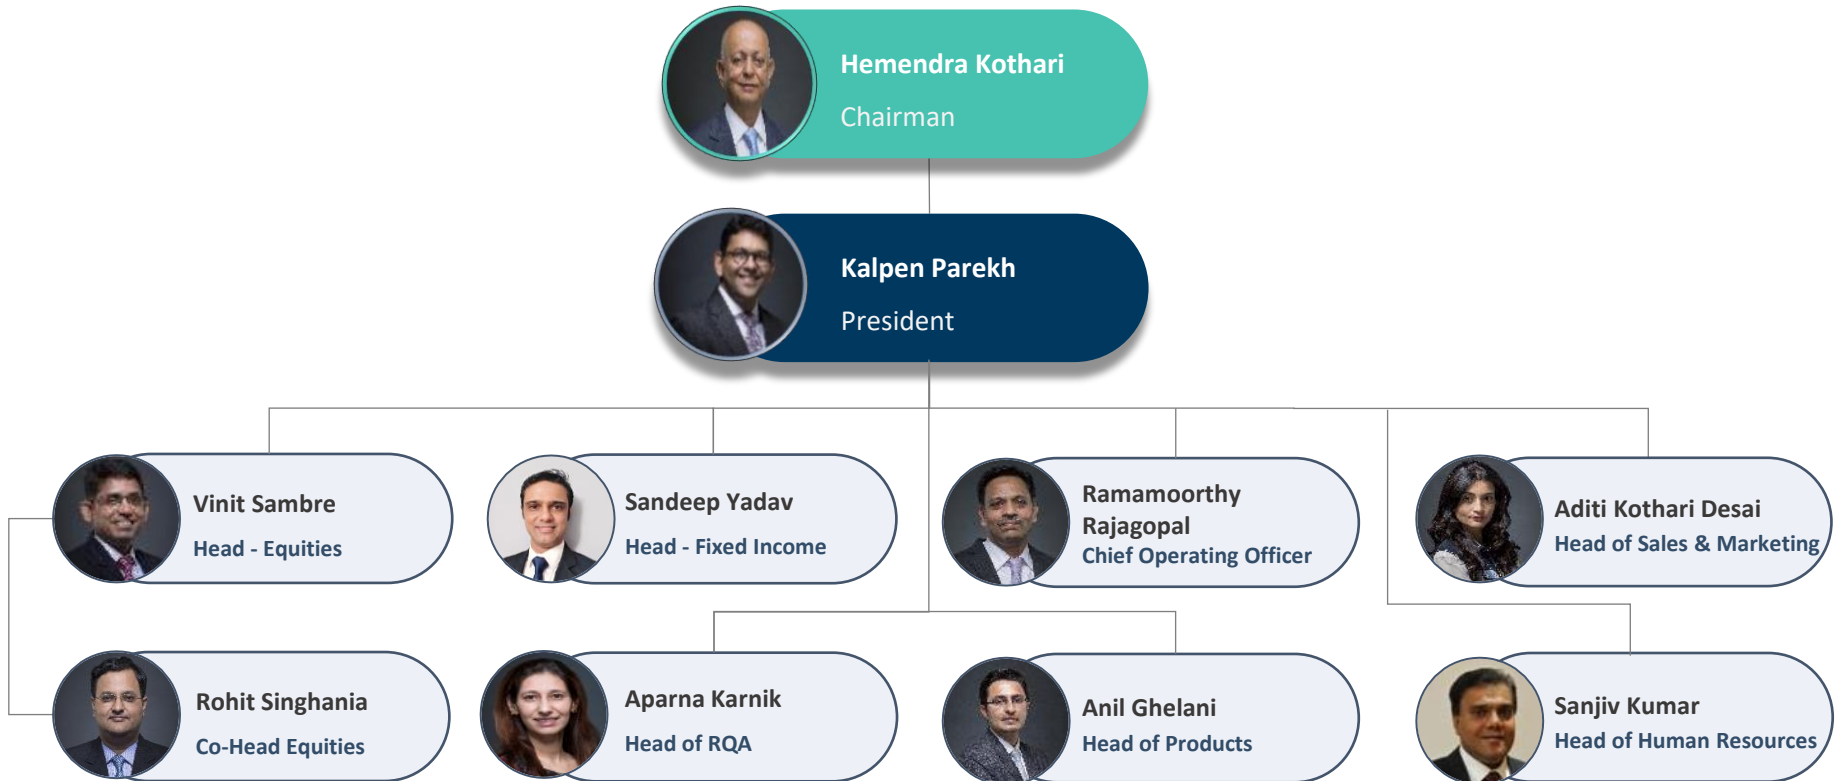 Hemendra Kothari
Chairman
Kalpen Parekh
President
Vinit Sambre
Head - Equities
Sandeep Yadav
Head - Fixed Income
Ramamoorthy
Rajagopal
Chief Operating Officer
Aditi Kothari Desai
Head of Sales & Marketing
Rohit Singhania
Co-Head Equities
Aparna Karnik
Head of RQA
Anil Ghelani
Head of Products
Sanjiv Kumar
Head of Human Resources